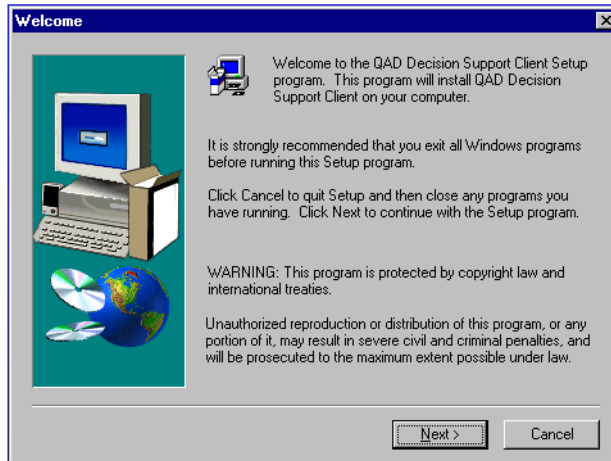 Welcome
Welcome to the QAD Decision Support Client Setup
program. This program will install QAD Decision
Support Client on your computer.
It is strongly recommended that you exit all Windows programs
before running this Setup program.
Click Cancel to quit Setup and then close any programs you
have running. Click Next to continue with the Setup program.
WARNING: This program is protected by copyright law and
international treaties.
Unauthorized reproduction or distribution of this program, or any
portion of it, may result in severe civil and criminal penalties, and
will be prosecuted to the maximum extent possible under law.
Next >
Cancel